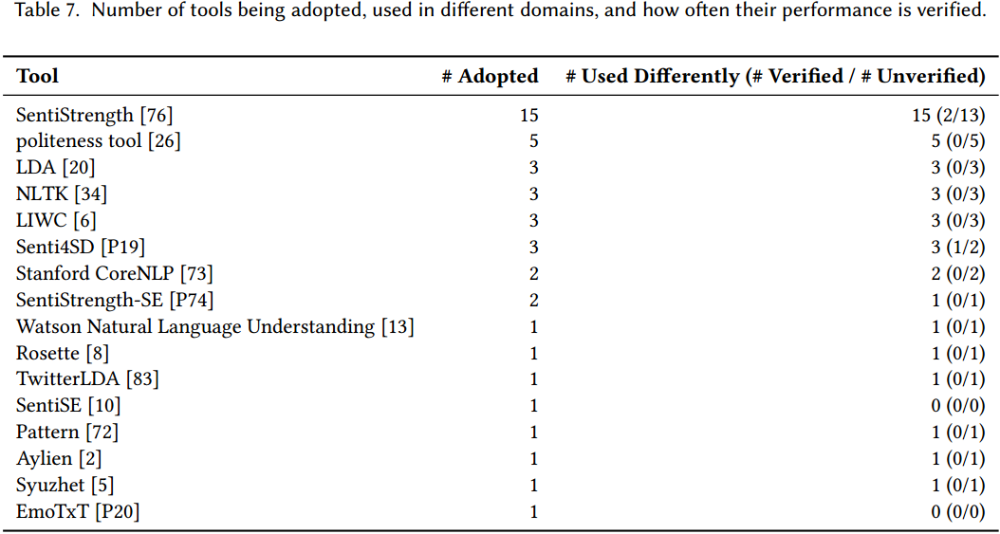 Table 7. Number of tools being adopted, used in different domains, and how often their performance is verified.
Tool # Adopted # Used Differently (# Verified / # Unverified)
SentiStrength [76] 15 15 (2/13)
politeness tool [26] 5 5 (0/5)
LDA [20] 3 3 (0/3)
NLTK [34] 3 3 (0/3)
LIWC [6] 3 3 (0/3)
Senti4SD [P19] 3 3 (1/2)
Stanford CoreNLP [73] 2 2 (0/2)
SentiStrength-SE [P74] 2 1 (0/1)
Watson Natural Language Understanding [13] 1 1 (0/1)
Rosette [8] 1 1 (0/1)
TwitterLDA [83] 1 1 (0/1)
SentiSE [10] 1 0 (0/0)
Pattern [72] 1 1 (0/1)
Aylien [2] 1 1 (0/1)
Syuzhet [5] 1 1 (0/1)
EmoTxT [P20] 1 0 (0/0)